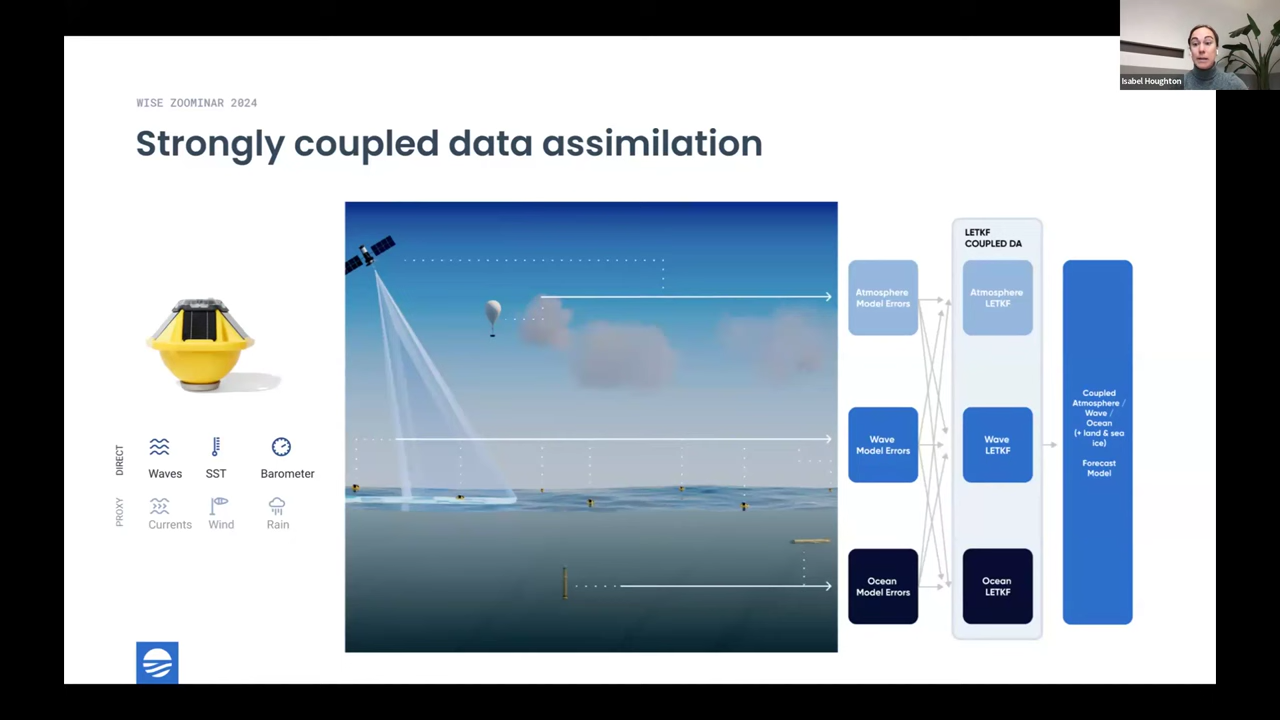 Isabel Houghton
WISE ZOOMINAR 2024
Strongly coupled data assimilation
DIRECT
Waves
SST
Barometer
PROXY
Currents
Wind
Rain
LETKF
COUPLED DA
Atmosphere
Model Errors
Atmosphere
LETKF
Wave
Model Errors
Wave
LETKF
Ocean
Model Errors
Ocean
LETKF
Coupled
Atmosphere /
Wave /
Ocean
(+ land & sea
ice)
Forecast
Model